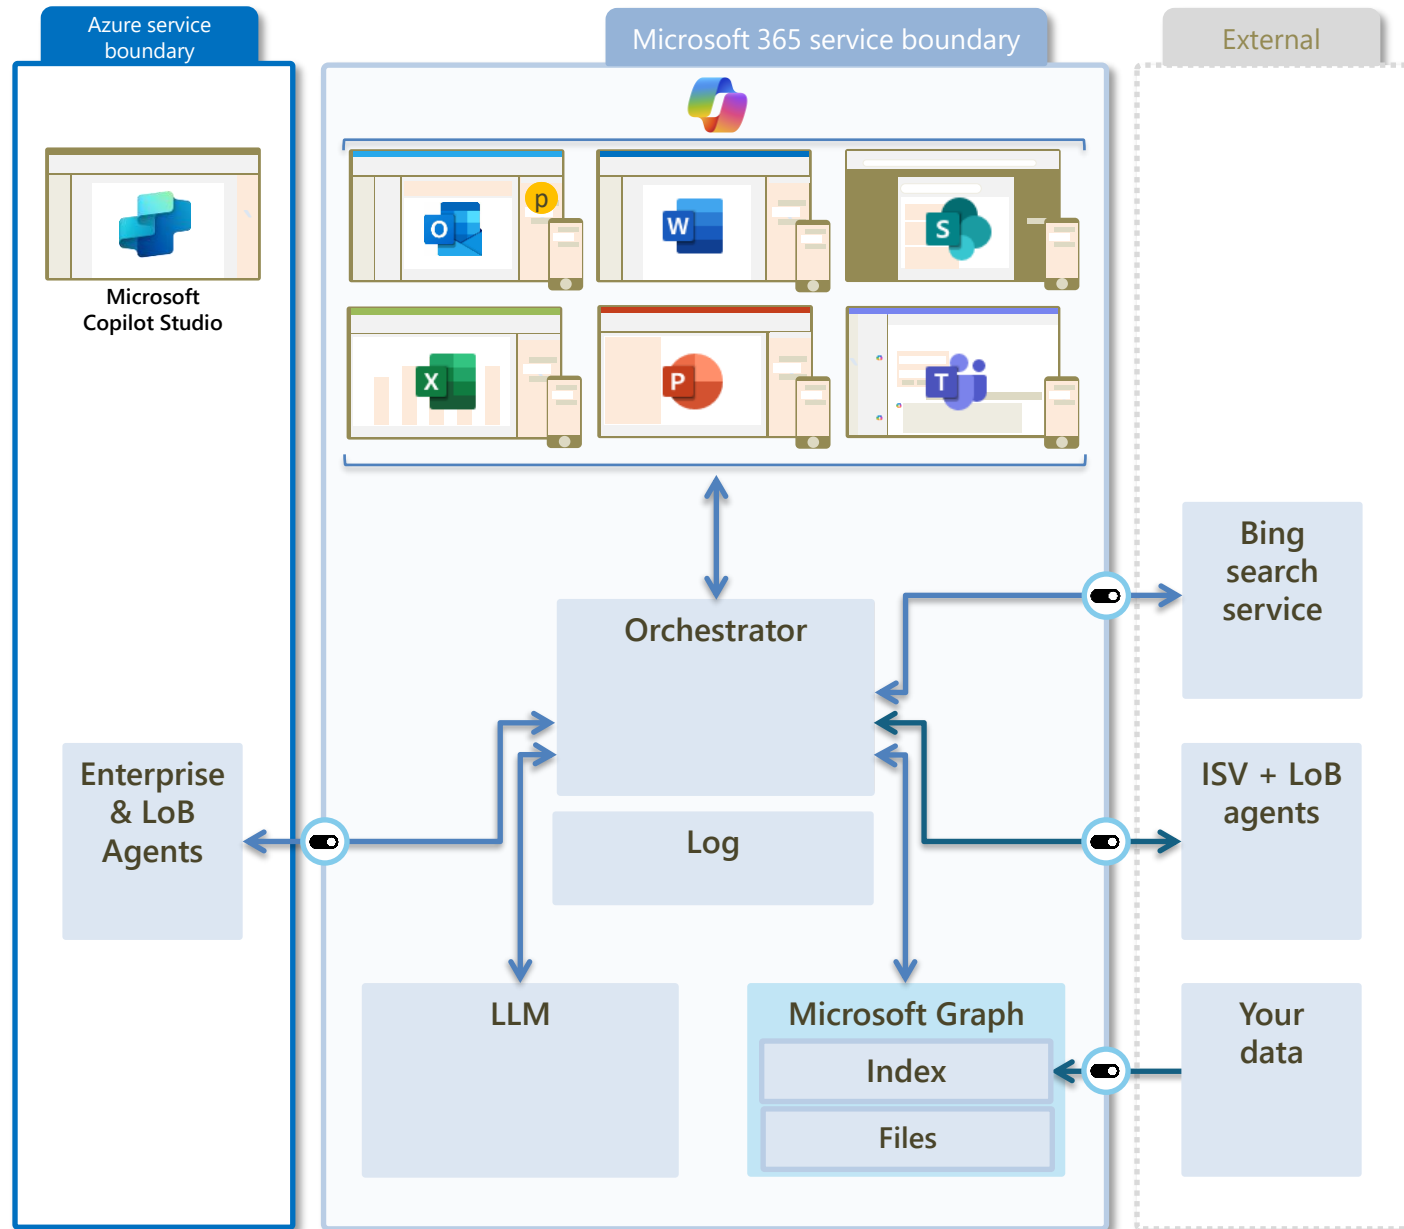 Azure service
boundary
Microsoft 365 service boundary
External
Microsoft
Copilot Studio
O
p
W
S
X
P
T
Orchestrator
Log
Enterprise
& LoB
Agents
LLM
Microsoft Graph
Index
Files
Bing
search
service
ISV + LoB
agents
Your
data